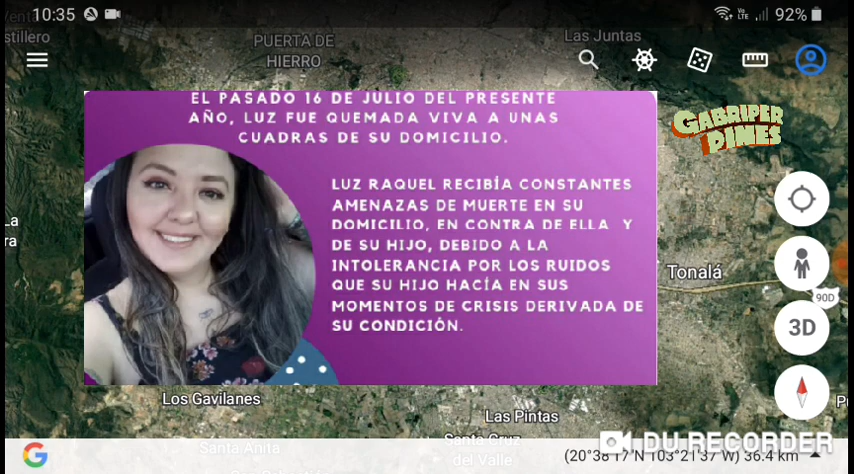 10:35
Vo
LTE
92%
stillero
PUERTA DE
HIERRO
Las Juntas
EL PASADO 16 DE JULIO DEL PRESENTE
AÑO, LUZ FUE QUEMADA VIVA A UNAS
CUADRAS DE SU DOMICILIO.
GABRIPER
PINES
LUZ RAQUEL RECIBÍA CONSTANTES
AMENAZAS DE MUERTE EN SU
DOMICILIO, EN CONTRA DE ELLA Y
DE SU HIJO, DEBIDO A LA
INTOLERANCIA POR LOS RUIDOS
QUE SU HIJO HACÍA EN SUS
MOMENTOS DE CRISIS DERIVADA DE
SU CONDICIÓN.
La
ra
Tonalá
90D
3D
Los Gavilanes
Las Pintas
Santa Anita
Santa Cruz
del Valle
DU RECORDER
G
(20°38'17"N 103°21'37"W) 36.4 km